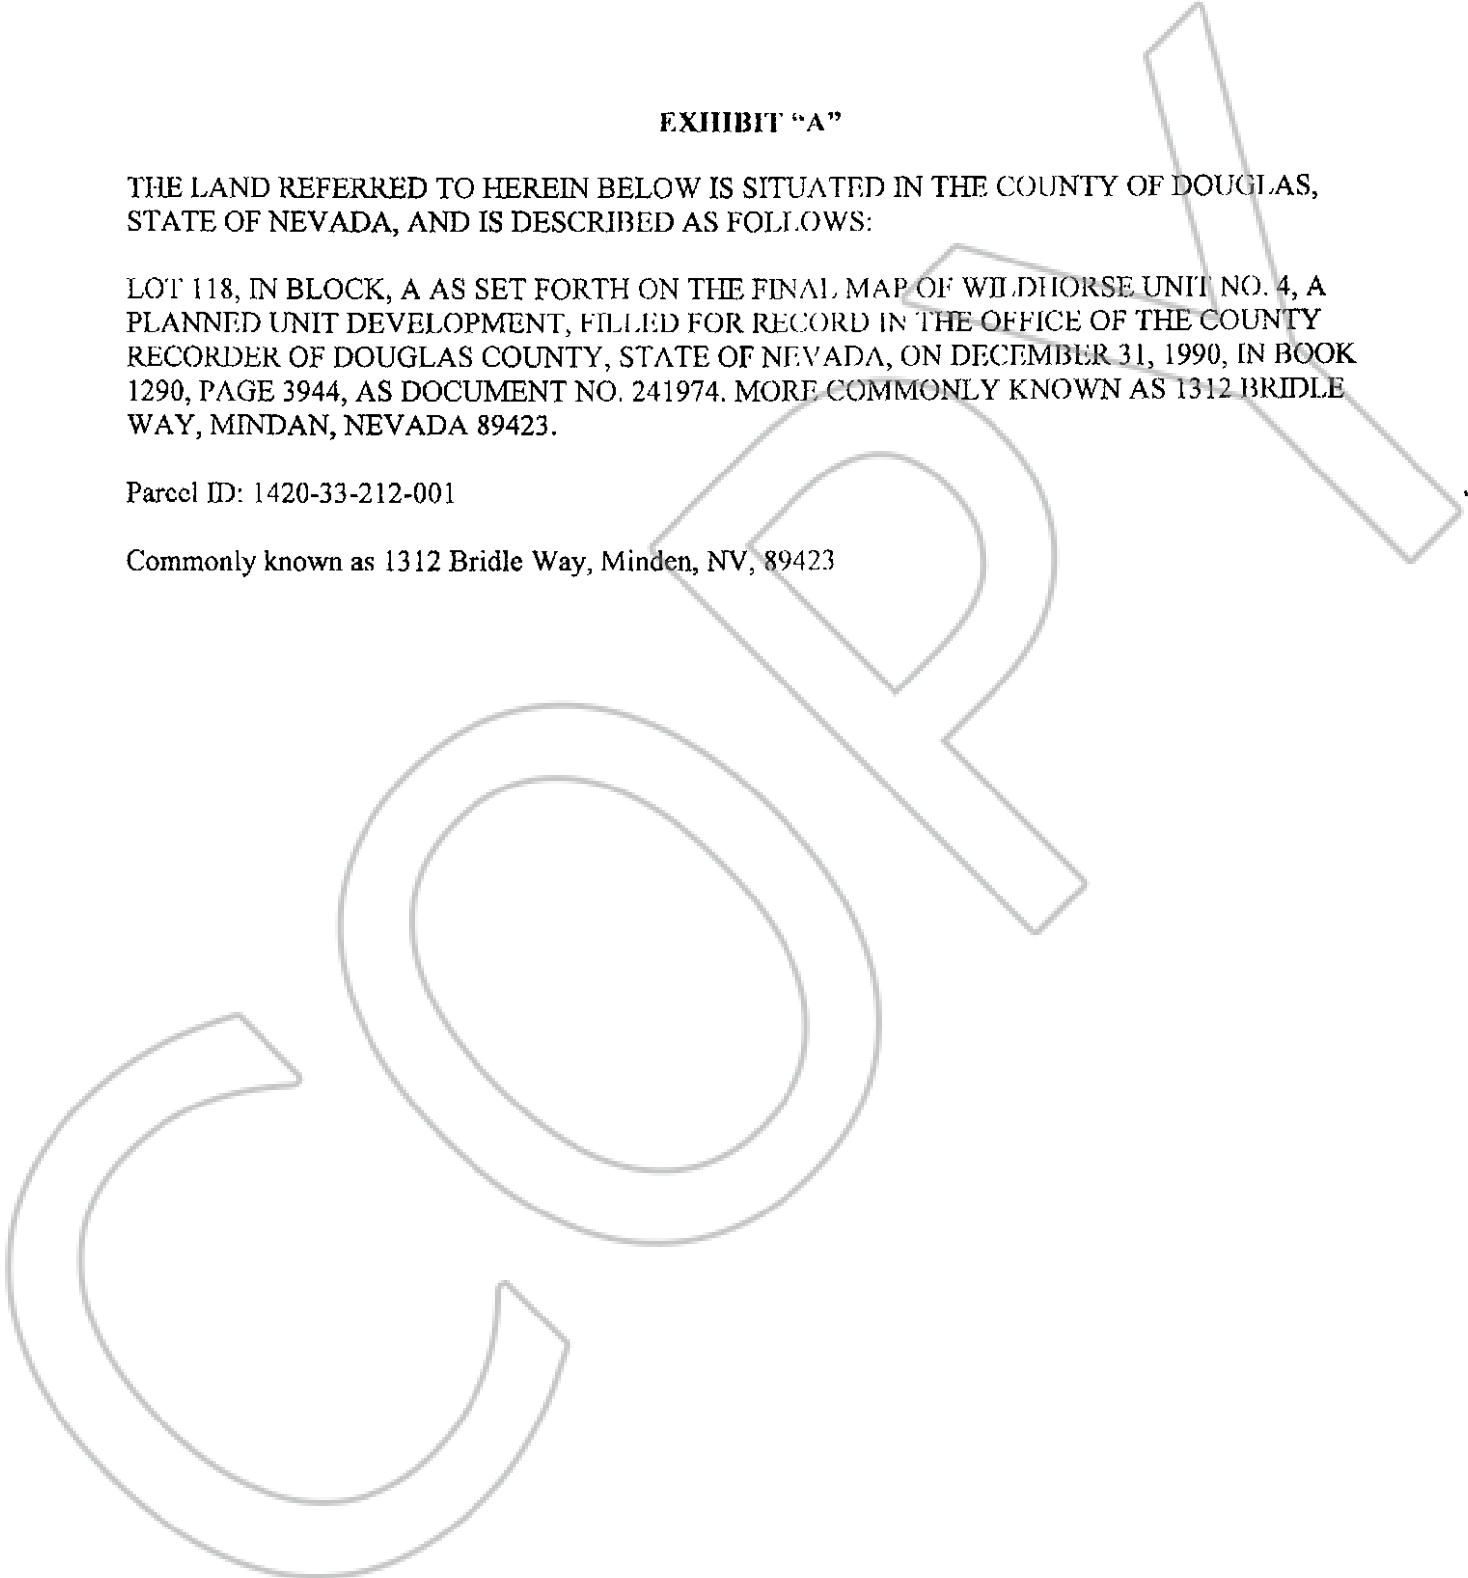 EXHIBIT “A”
THE LAND REFERRED TO HEREIN BELOW IS SITUATED IN THE COUNTY OF DOUGLAS,
STATE OF NEVADA, AND IS DESCRIBED AS FOLLOWS:
LOT 118, IN BLOCK, A AS SET FORTH ON THE FINAL MAP OF WILDHORSE UNIT NO. 4, A
PLANNED UNIT DEVELOPMENT, FILLED FOR RECORD IN THE OFFICE OF THE COUNTY
RECORDER OF DOUGLAS COUNTY, STATE OF NEVADA, ON DECEMBER 31, 1990, IN BOOK
1290, PAGE 3944, AS DOCUMENT NO. 241974. MORE COMMONLY KNOWN AS 1312 BRIDLE
WAY, MINDAN, NEVADA 89423.
Parcel ID: 1420-33-212-001
Commonly known as 1312 Bridle Way, Minden, NV, 89423
COPY